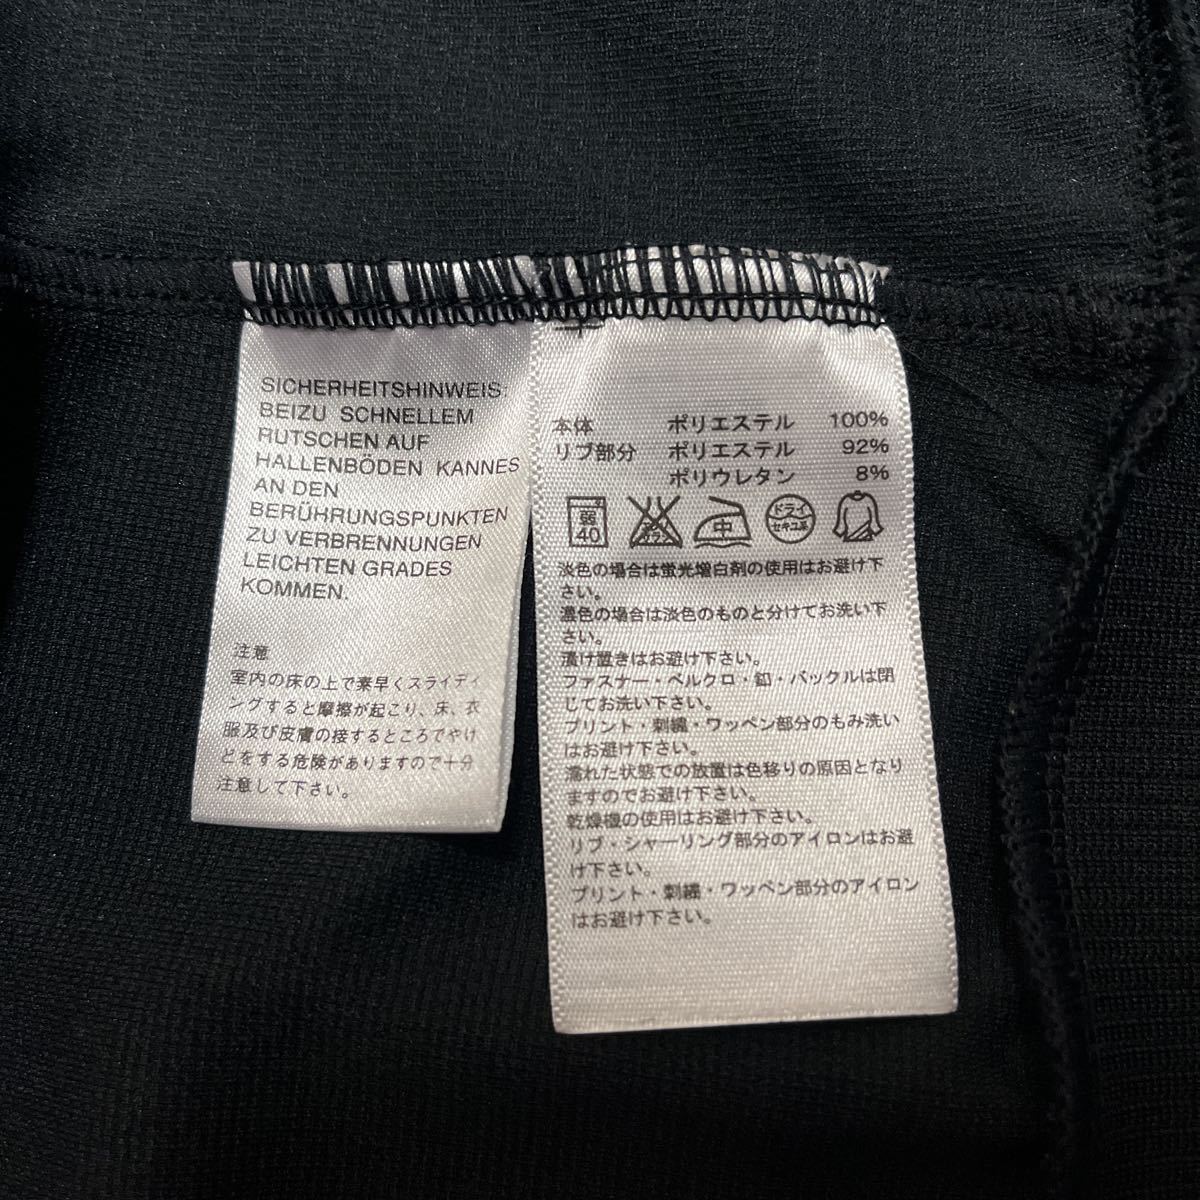 SICHERHEITSHINWEIS:
BEIZU SCHNELLEM
RUTSCHEN AUF
HALLENBÖDEN KANNES
AN DEN
BERÜHRUNGSPUNKTEN
ZU VERBRENNUNGEN
LEICHTEN GRADES
KOMMEN.
注意
室内の床の上で素早くスライディ
ングすると摩擦が起こり、床、衣
服及び皮膚の接するところでやけ
どをする危険がありますので十分
注意して下さい。
本体 ポリエステル 100%
リブ部分 ポリエステル 92%
ポリウレタン 8%
弱 40 中 ドライ セキユ系
淡色の場合は蛍光増白剤の使用はお避け下
さい。
濃色の場合は淡色のものと分けてお洗い下
さい。
漬け置きはお避け下さい。
ファスナー・ベルクロ・釦・バックルは閉
じてお洗い下さい。
プリント・刺繍・ワッペン部分のもみ洗い
はお避け下さい。
濡れた状態での放置は色移りの原因となり
ますのでお避け下さい。
乾燥機の使用はお避け下さい。
リブ・シャーリング部分のアイロンはお避
け下さい。
プリント・刺繍・ワッペン部分のアイロン
はお避け下さい。